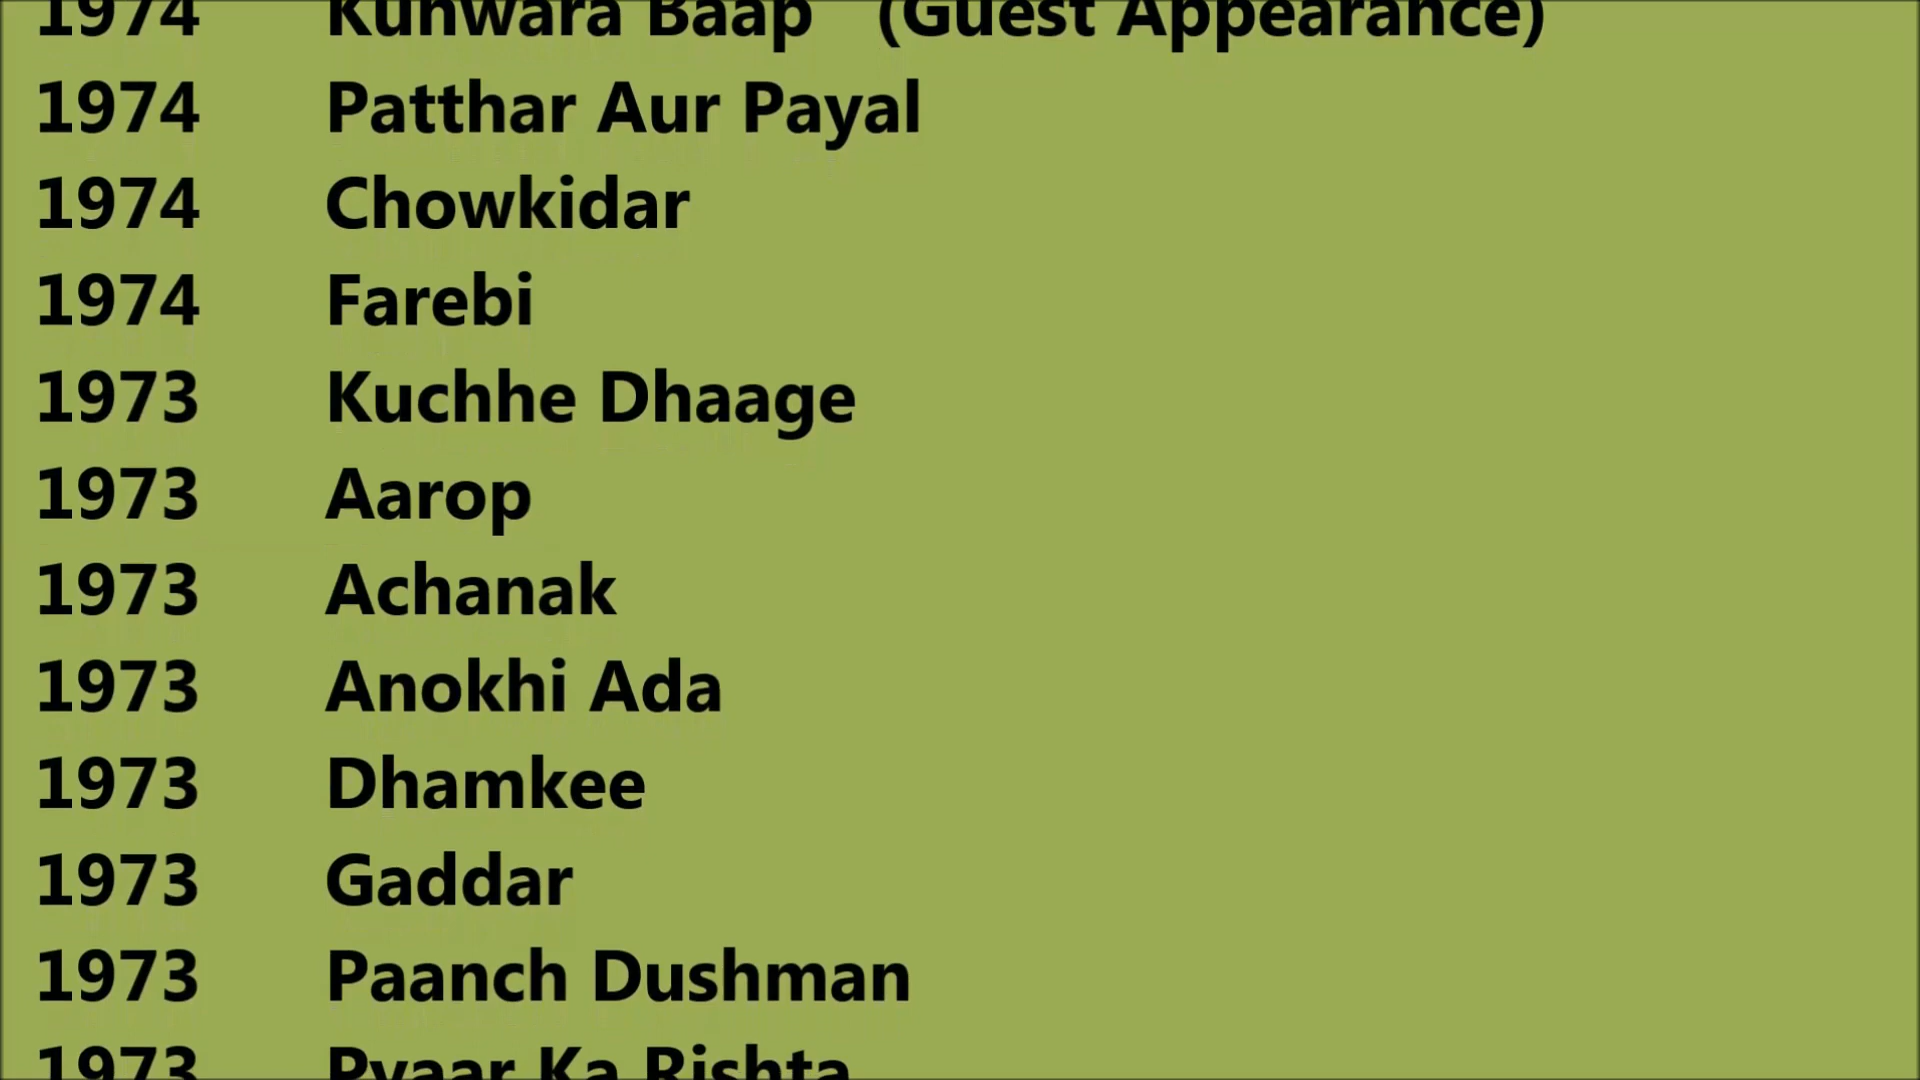 1974 Kunwara Baap (Guest Appearance)
1974 Patthar Aur Payal
1974 Chowkidar
1974 Farebi
1973 Kuchhe Dhaage
1973 Aarop
1973 Achanak
1973 Anokhi Ada
1973 Dhamkee
1973 Gaddar
1973 Paanch Dushman
1973 Pyaar Ka Rishta